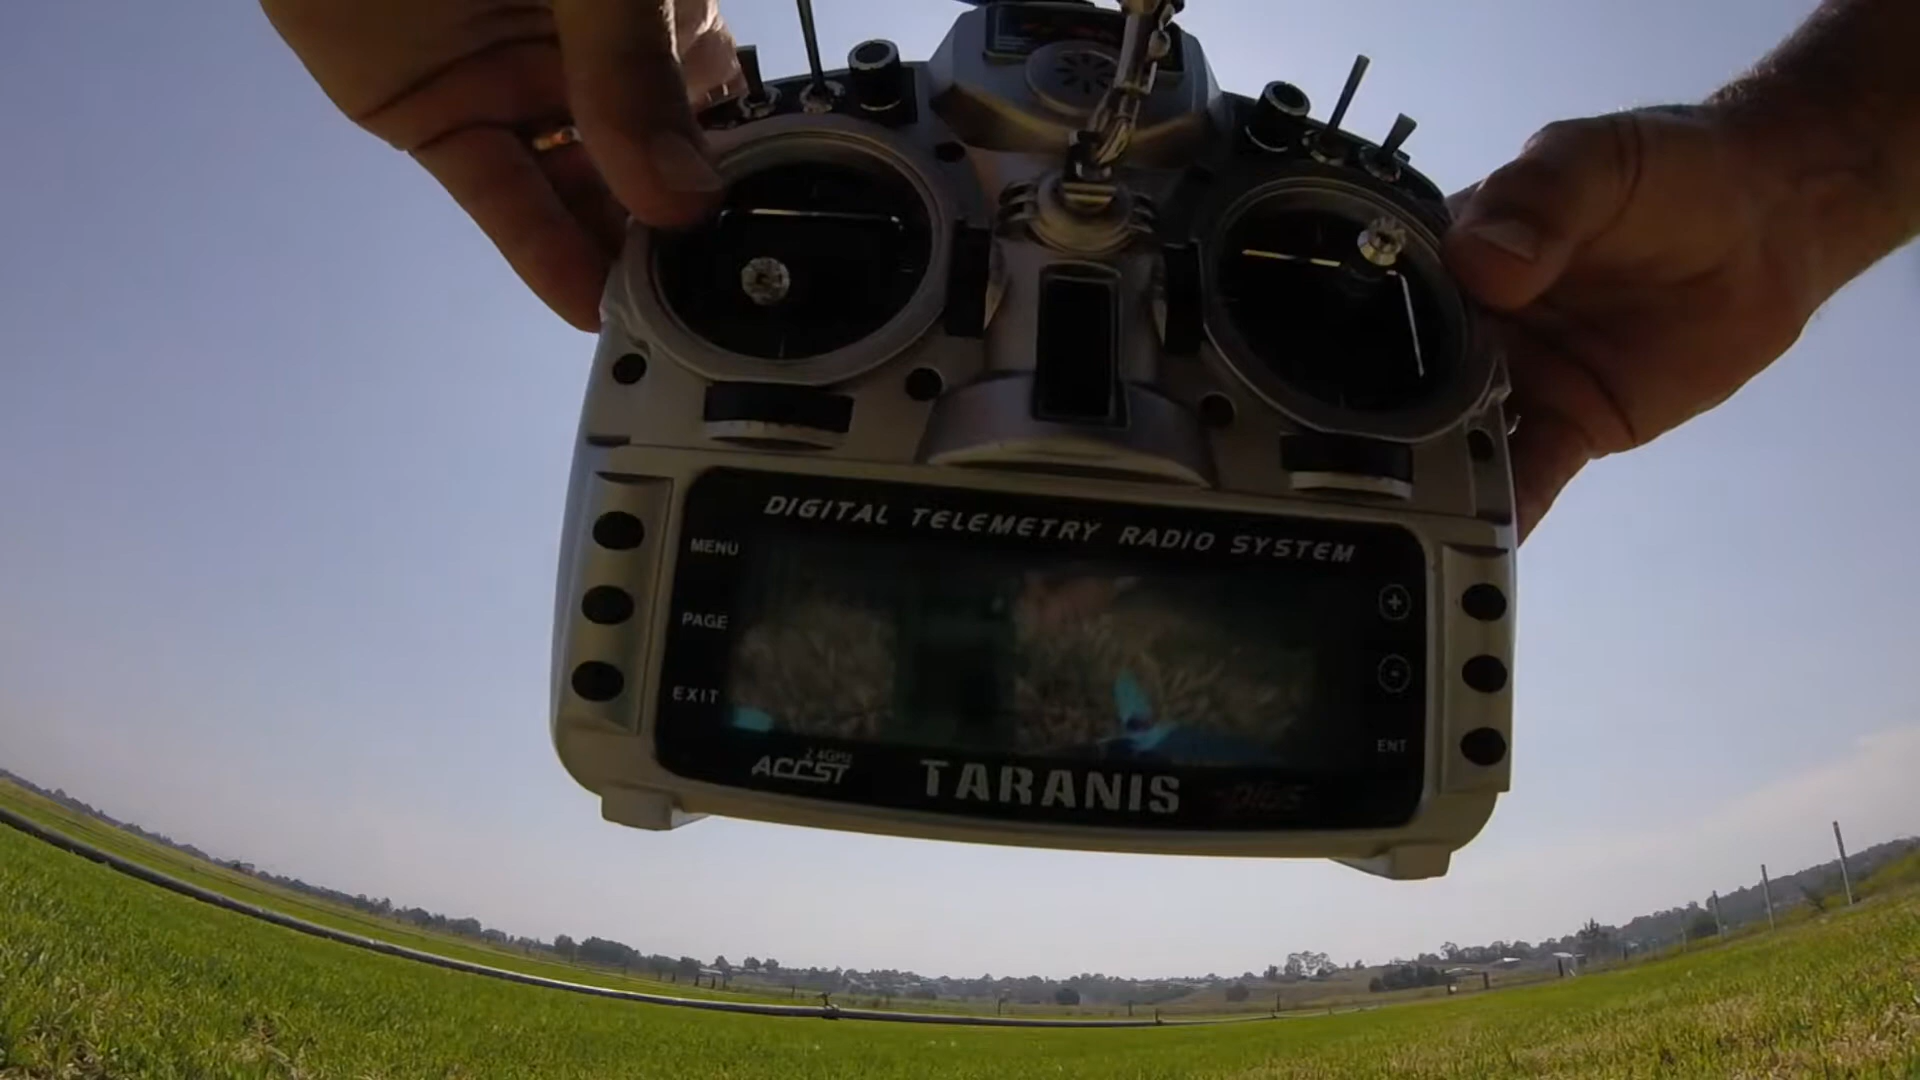 DIGITAL TELEMETRY RADIO SYSTEM
MENU
PAGE
EXIT
ENT
2.4GHz
ACCST
TARANIS